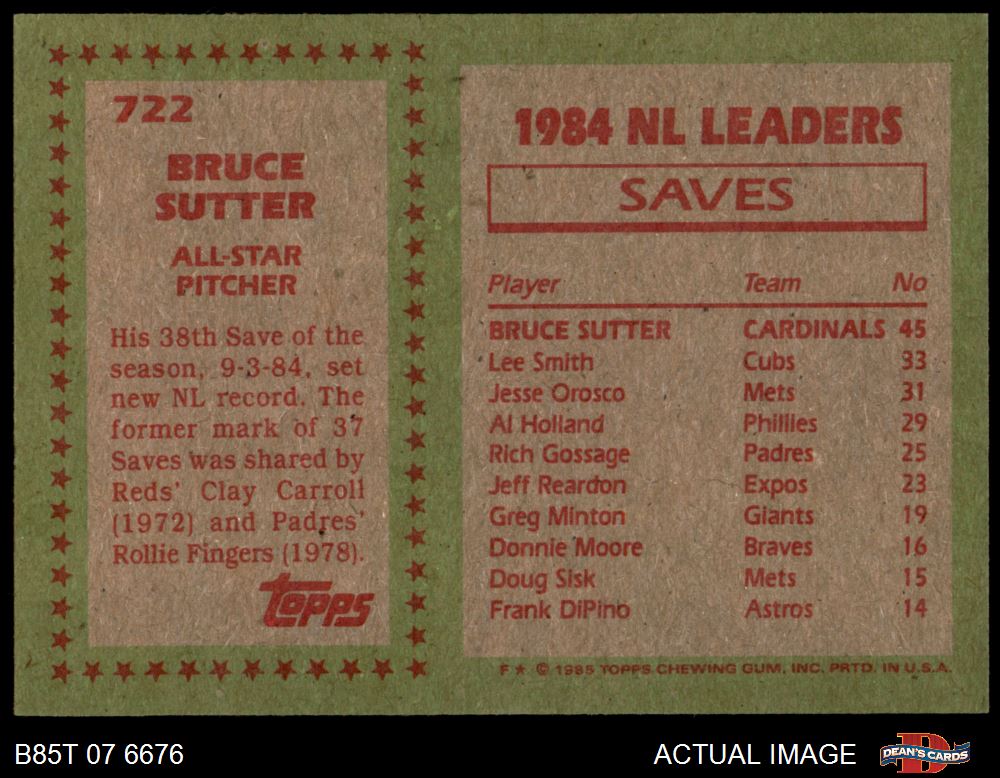 722
BRUCE
SUTTER
ALL-STAR
PITCHER
His 38th Save of the
season, 9-3-84, set
new NL record. The
former mark of 37
Saves was shared by
Reds' Clay Carroll
(1972) and Padres'
Rollie Fingers (1978).
topps
1984 NL LEADERS
SAVES
Player Team No
BRUCE SUTTER CARDINALS 45
Lee Smith Cubs 33
Jesse Orosco Mets 31
Al Holland Phillies 29
Rich Gossage Padres 25
Jeff Reardon Expos 23
Greg Minton Giants 19
Donnie Moore Braves 16
Doug Sisk Mets 15
Frank DiPino Astros 14
F ★ © 1985 TOPPS CHEWING GUM, INC. PRTD. IN U.S.A.
B85T 07 6676
ACTUAL IMAGE
DEAN'S CARDS